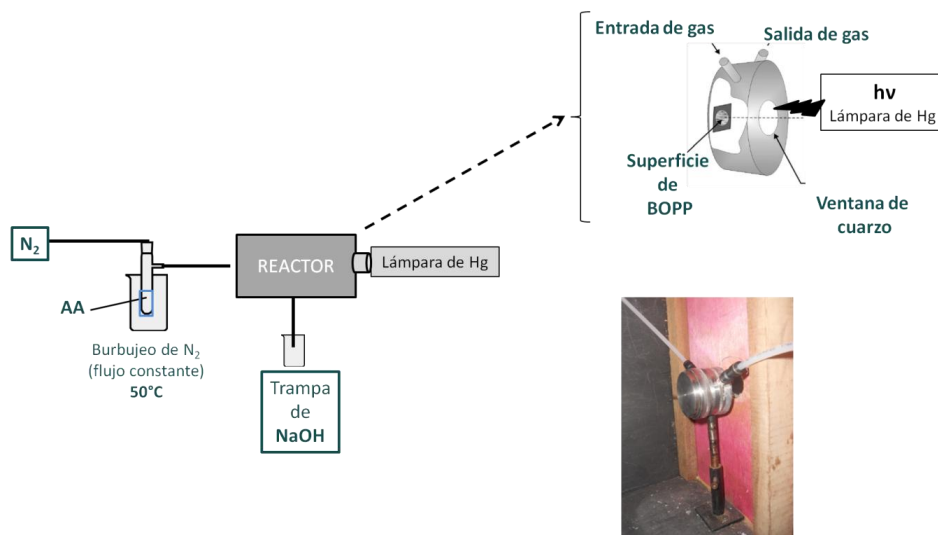 Entrada de gas
Salida de gas
hν
Lámpara de Hg
Superficie
de
BOPP
Ventana de
cuarzo
N₂
REACTOR
Lámpara de Hg
AA
Burbujeo de N₂
(flujo constante)
50°C
Trampa
de
NaOH